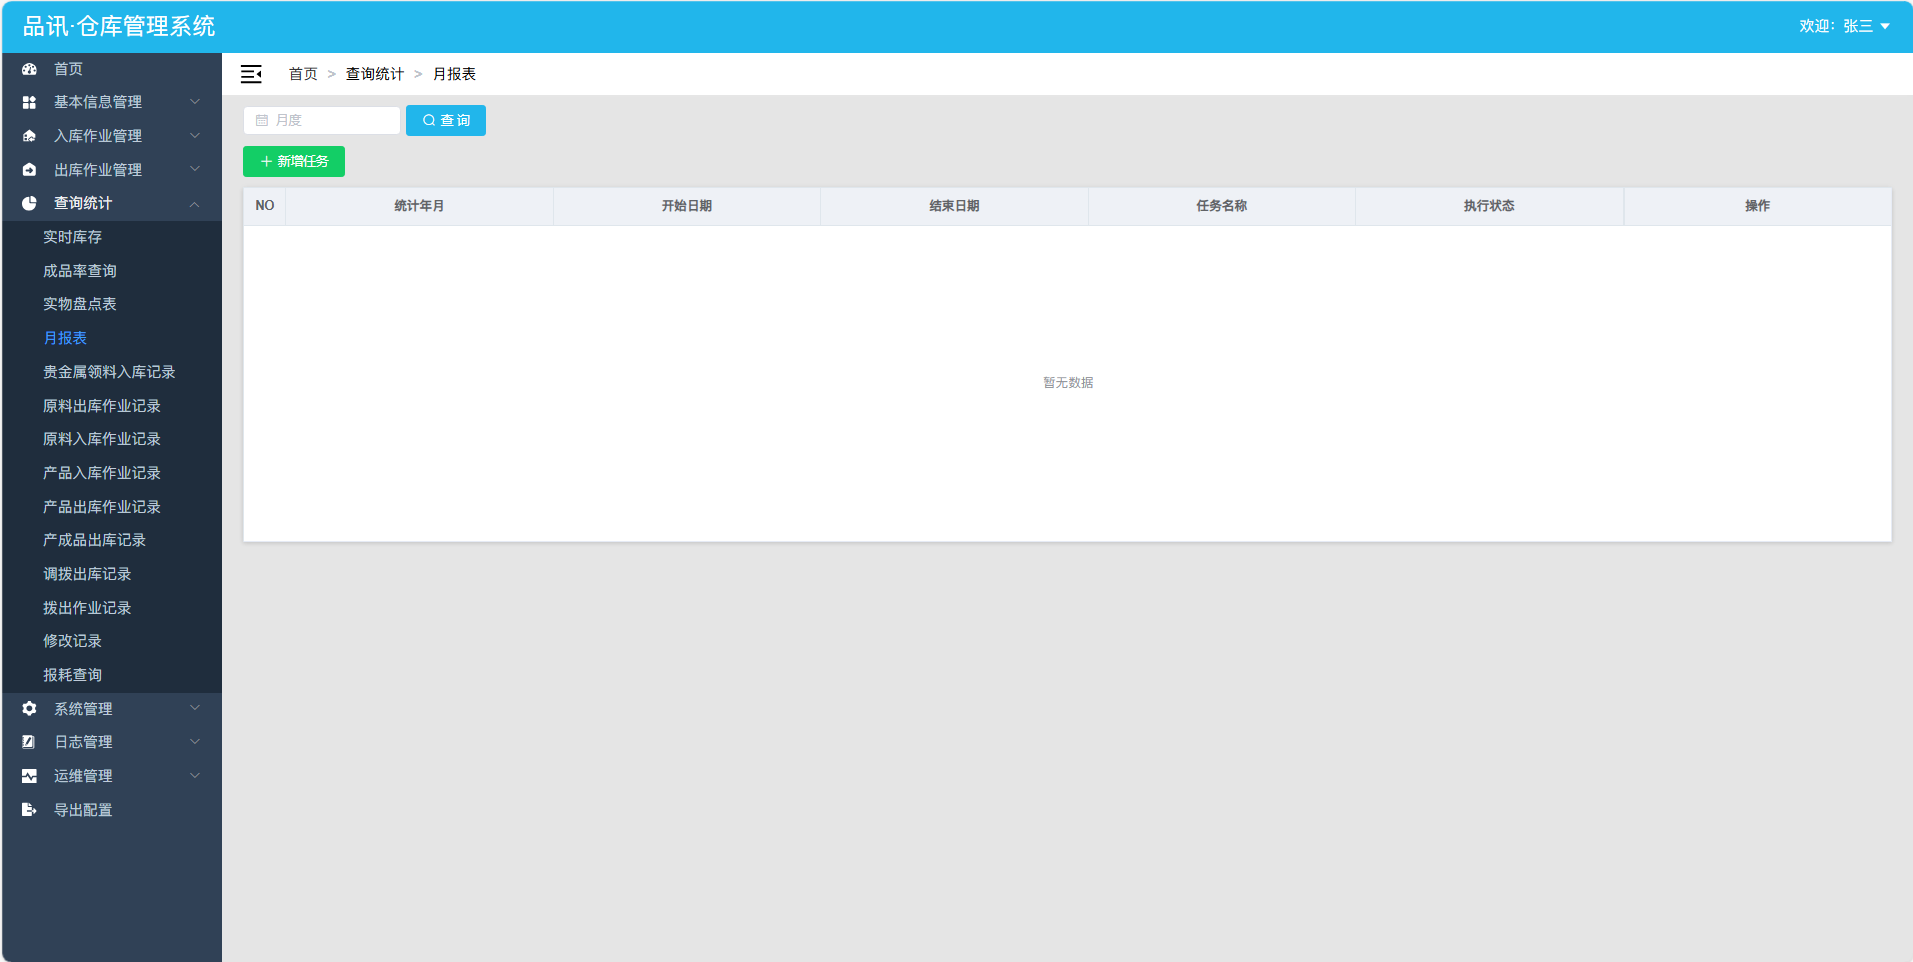 品讯·仓库管理系统
欢迎：张三
首页
基本信息管理
入库作业管理
出库作业管理
查询统计
实时库存
成品率查询
实物盘点表
月报表
贵金属领料入库记录
原料出库作业记录
原料入库作业记录
产品入库作业记录
产品出库作业记录
产成品出库记录
调拨出库记录
拨出作业记录
修改记录
报耗查询
系统管理
日志管理
运维管理
导出配置
首页 > 查询统计 > 月报表
月度 查询
新增任务
NO 统计年月 开始日期 结束日期 任务名称 执行状态 操作
暂无数据